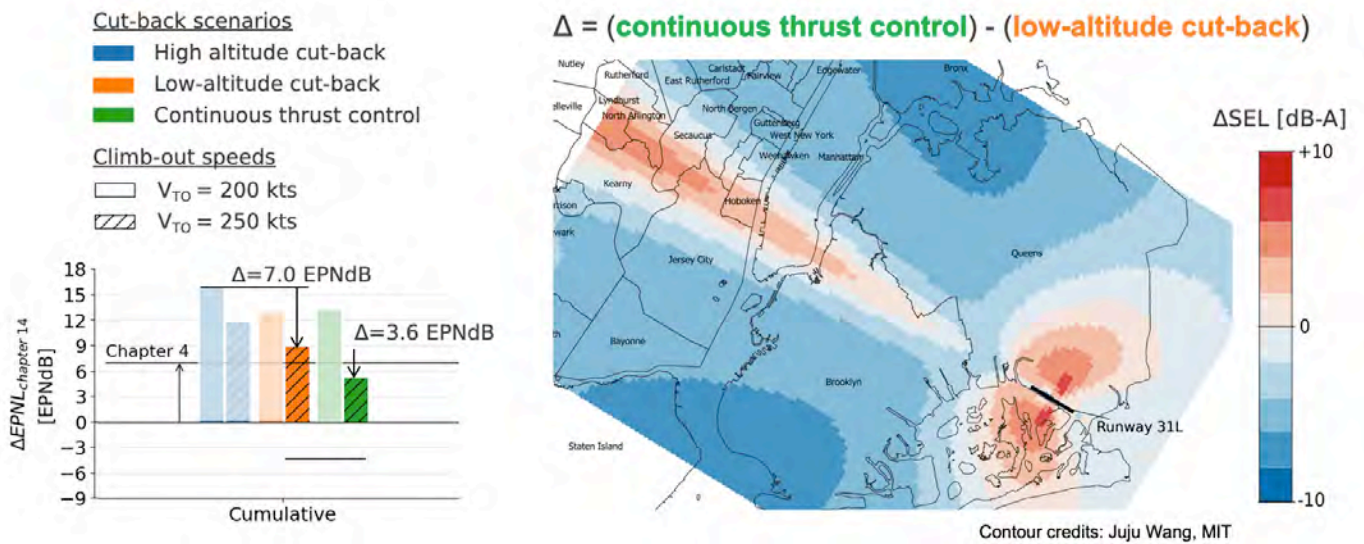 Cut-back scenarios
High altitude cut-back
Low-altitude cut-back
Continuous thrust control
Climb-out speeds
V_TO = 200 kts
V_TO = 250 kts
ΔEPNL_chapter 14
[EPNdB]
18
15
12
9
6
3
0
−3
−6
−9
Δ=7.0 EPNdB
Δ=3.6 EPNdB
Chapter 4
Cumulative
Δ = (continuous thrust control) - (low-altitude cut-back)
Nutley
Rutherford
Carlstadt
Fairview
Edgewater
Bronx
East Rutherford
elleville
Lyndhurst
North Arlington
North Bergen
Guttenberg
West New York
Secaucus
Weehawken
Manhattan
Kearny
Hoboken
rison
wark
Jersey City
Queens
Bayonne
Brooklyn
Staten Island
Runway 31L
ΔSEL [dB-A]
+10
0
-10
Contour credits: Juju Wang, MIT